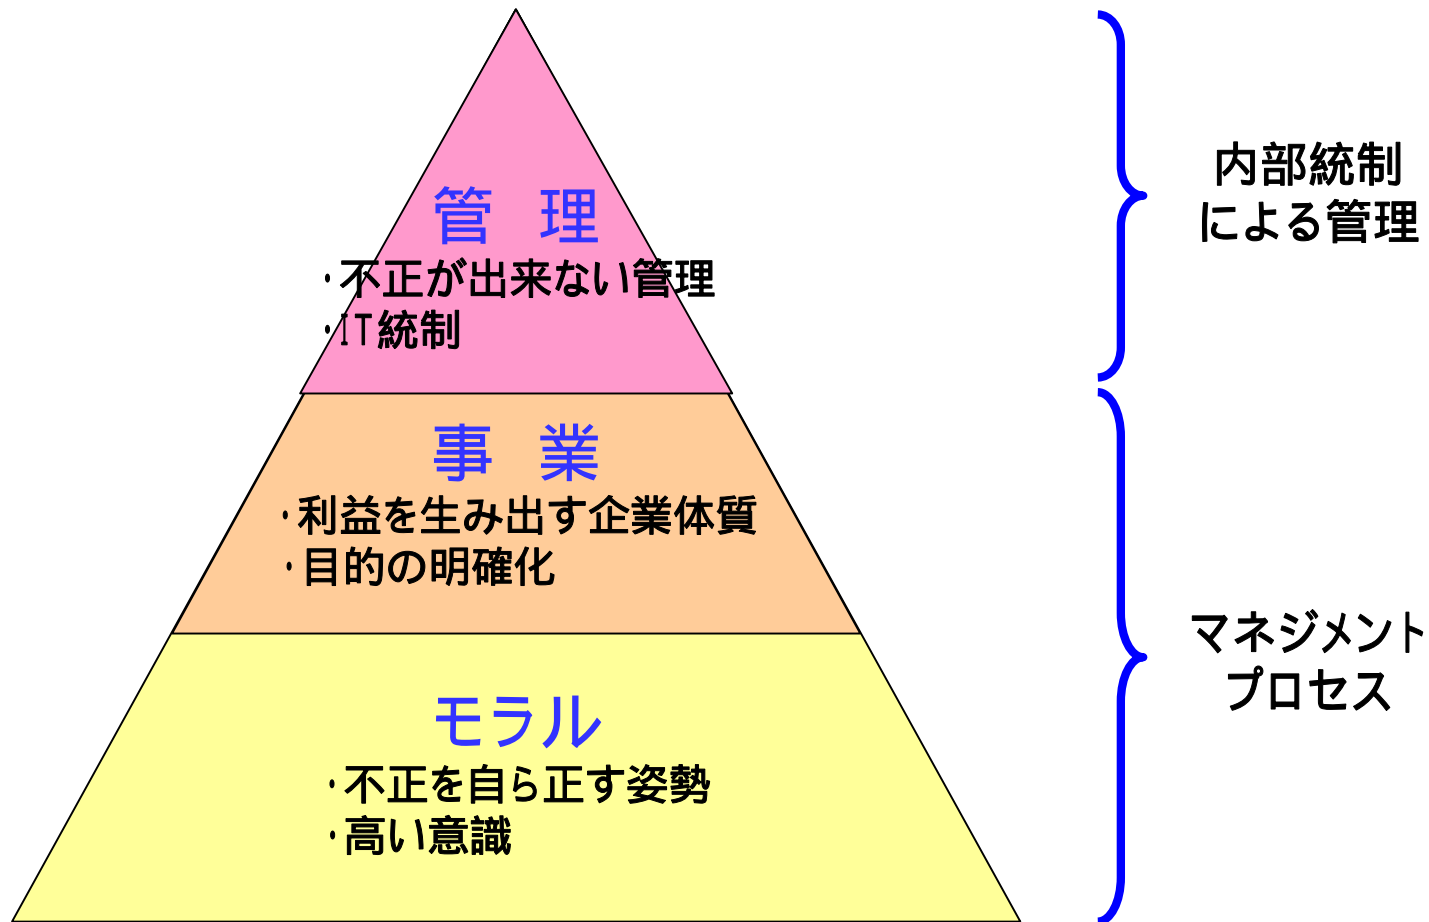 管 理
・不正が出来ない管理
・IT統制
内部統制
による管理
事 業
・利益を生み出す企業体質
・目的の明確化
モラル
・不正を自ら正す姿勢
・高い意識
マネジメント
プロセス